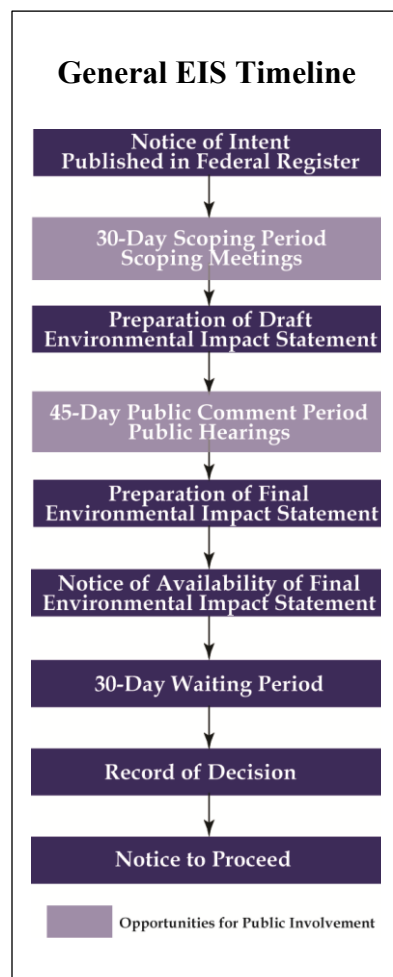 General EIS Timeline
Notice of Intent
Published in Federal Register
30-Day Scoping Period
Scoping Meetings
Preparation of Draft
Environmental Impact Statement
45-Day Public Comment Period
Public Hearings
Preparation of Final
Environmental Impact Statement
Notice of Availability of Final
Environmental Impact Statement
30-Day Waiting Period
Record of Decision
Notice to Proceed
Opportunities for Public Involvement